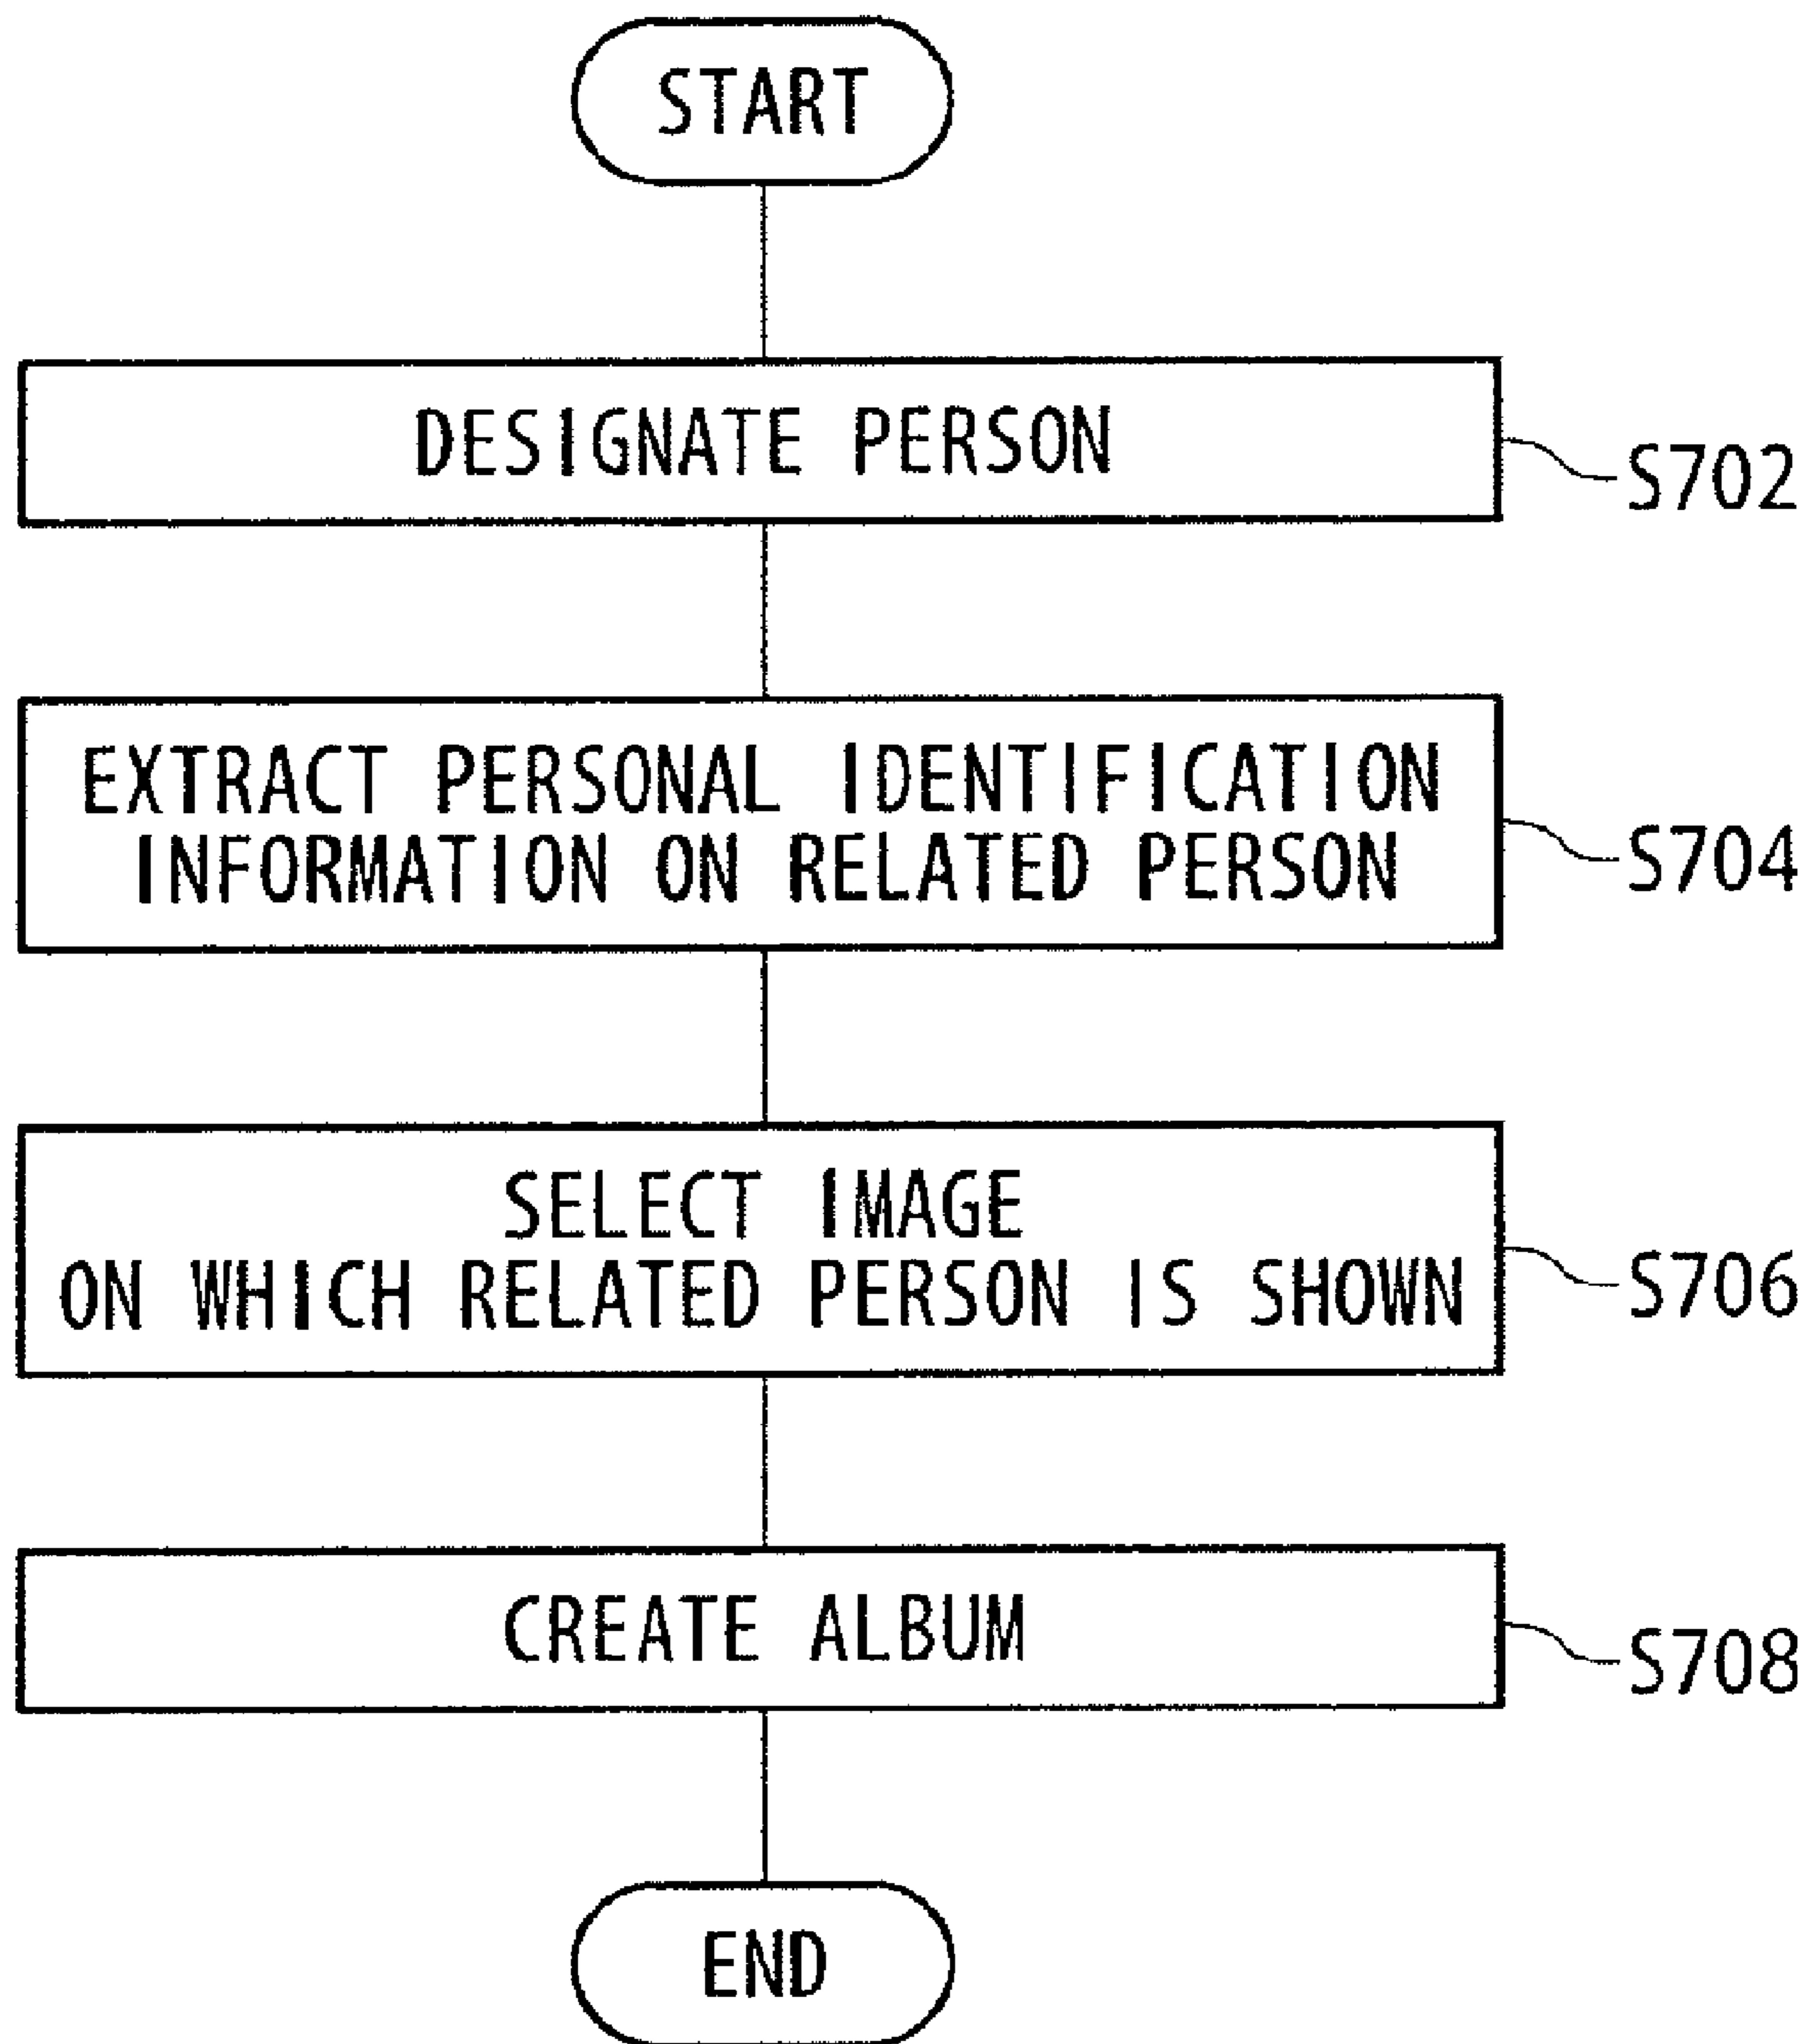 START
DESIGNATE PERSON
S702
EXTRACT PERSONAL IDENTIFICATION
INFORMATION ON RELATED PERSON
S704
SELECT IMAGE
ON WHICH RELATED PERSON IS SHOWN
S706
CREATE ALBUM
S708
END